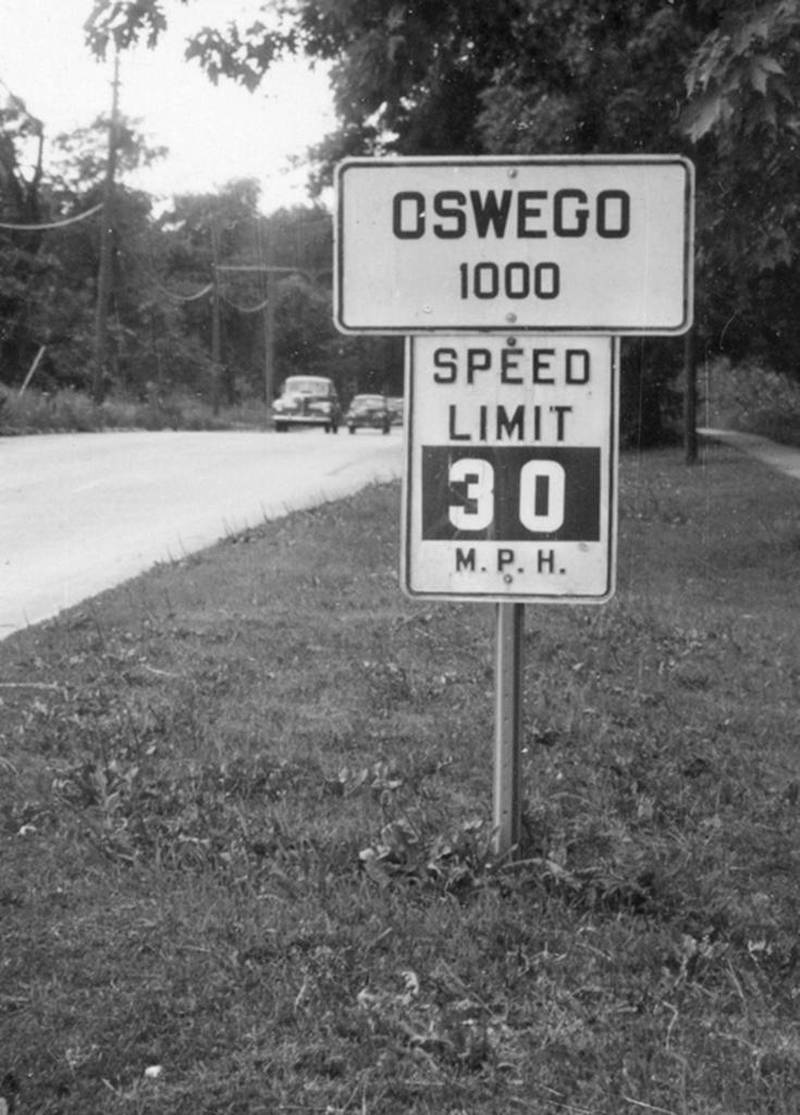 OSWEGO
1000
SPEED
LIMIT
30
M.P.H.